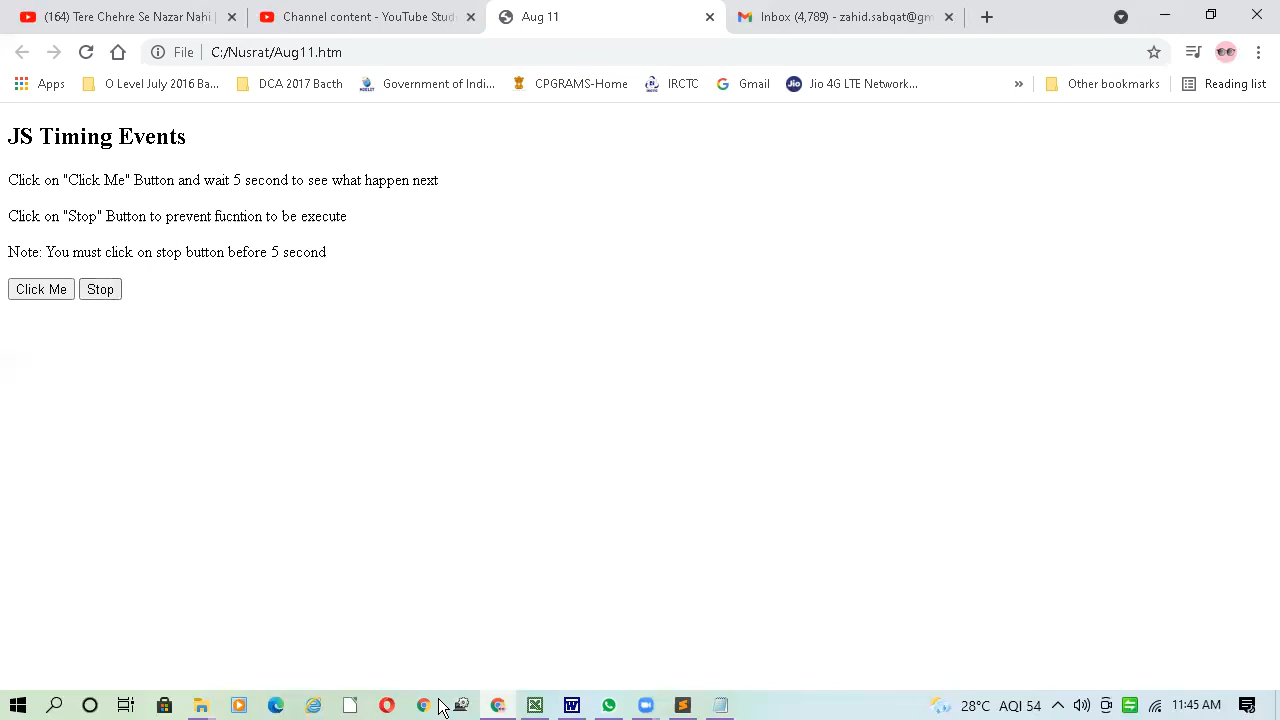 (164) Tere Chehre Se Nazar Nahi
Channel content - YouTube Stud
Aug 11
Inbox (4,789) - zahid.sabqat@gm
File
C:/Nusrat/Aug11.htm
Apps
O Level July 2016 Ba...
DCA 2017 Bacth
Government of Indi...
CPGRAMS-Home
IRCTC
Gmail
Jio
Jio 4G LTE Network...
»
Other bookmarks
Reading list
JS Timing Events
Click on "Click Me" Button and wait 5 second to see what happen next
Click on "Stop" Button to prevent fucntion to be execute
Note: You must click on stop button before 5 second
Click Me
Stop
28°C
AQI 54
11:45 AM